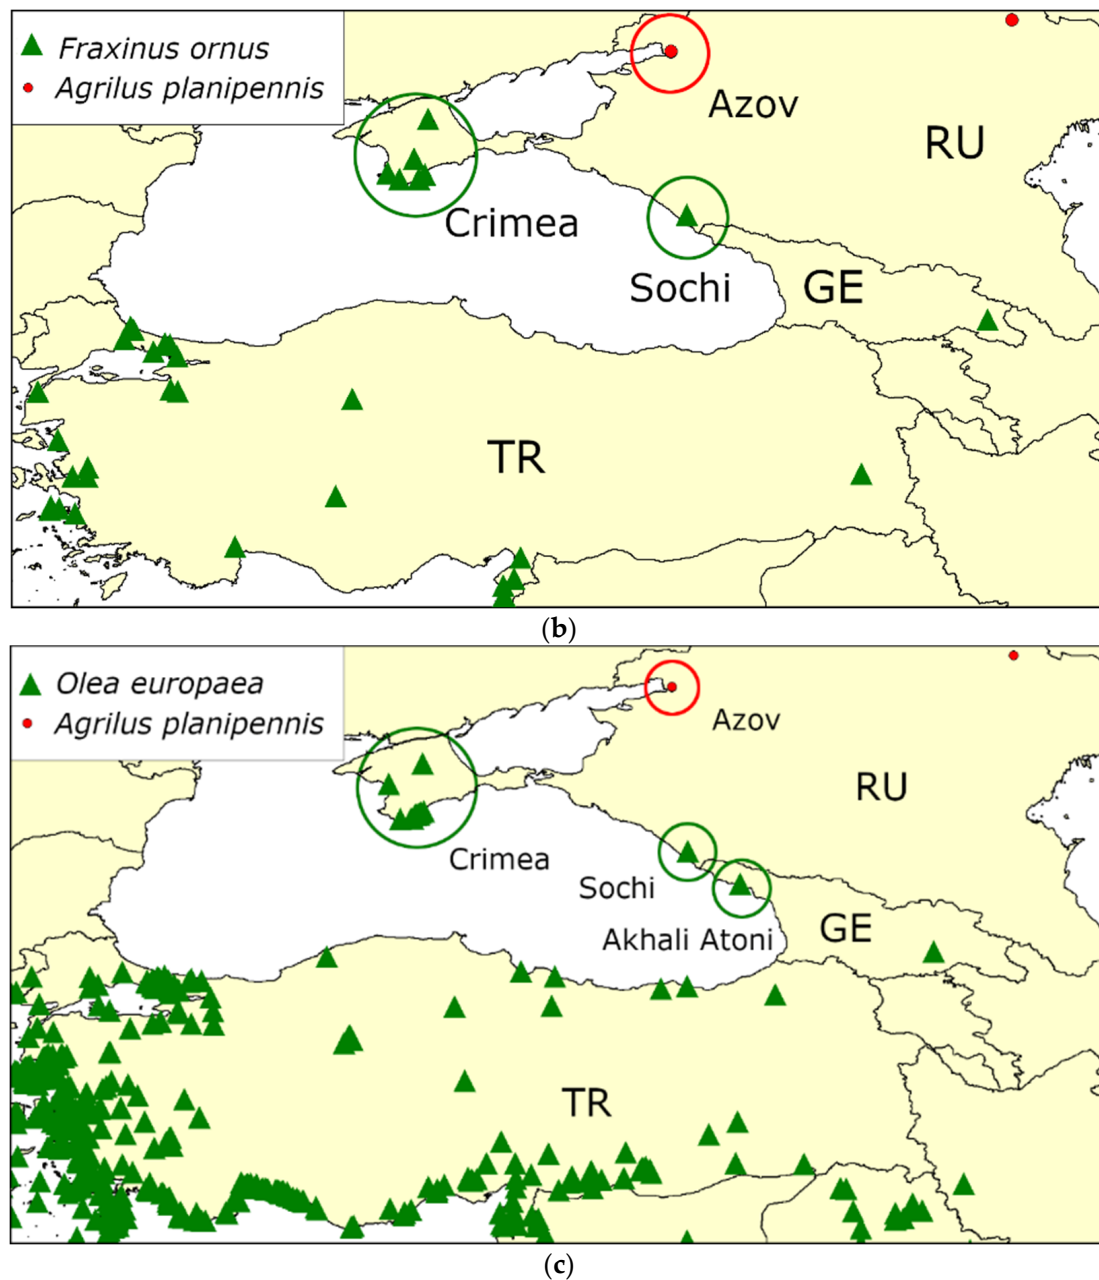 Fraxinus ornus
Agrilus planipennis
Azov
RU
Crimea
Sochi
GE
TR
(b)
Olea europaea
Agrilus planipennis
Azov
RU
Crimea
Sochi
Akhali Atoni
GE
TR
(c)